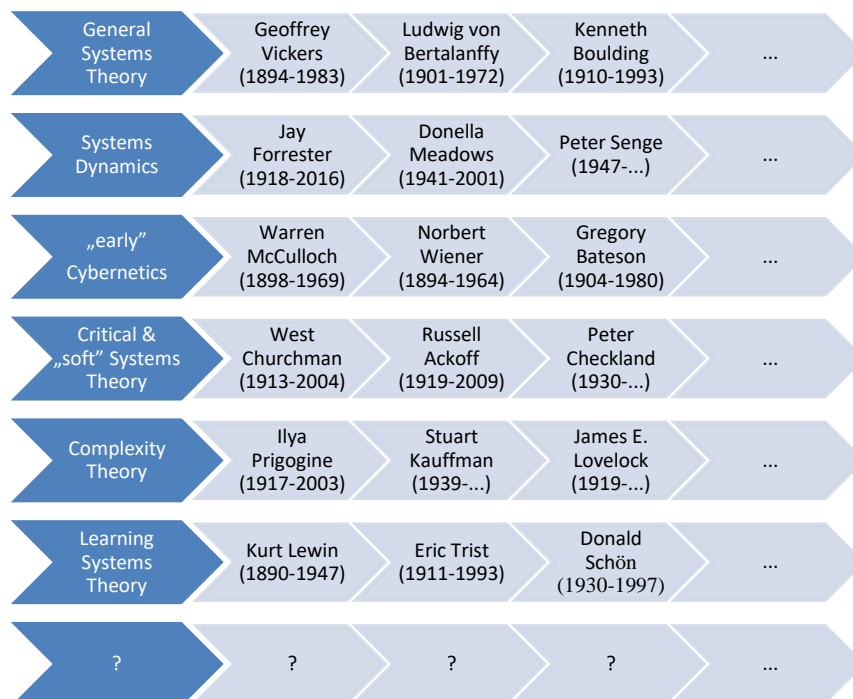 General
Systems
Theory
Geoffrey
Vickers
(1894-1983)
Ludwig von
Bertalanffy
(1901-1972)
Kenneth
Boulding
(1910-1993)
...
Systems
Dynamics
Jay
Forrester
(1918-2016)
Donella
Meadows
(1941-2001)
Peter Senge
(1947-...)
...
„early”
Cybernetics
Warren
McCulloch
(1898-1969)
Norbert
Wiener
(1894-1964)
Gregory
Bateson
(1904-1980)
...
Critical &
„soft” Systems
Theory
West
Churchman
(1913-2004)
Russell
Ackoff
(1919-2009)
Peter
Checkland
(1930-...)
...
Complexity
Theory
Ilya
Prigogine
(1917-2003)
Stuart
Kauffman
(1939-...)
James E.
Lovelock
(1919-...)
...
Learning
Systems
Theory
Kurt Lewin
(1890-1947)
Eric Trist
(1911-1993)
Donald
Schön
(1930-1997)
...
?
?
?
?
...